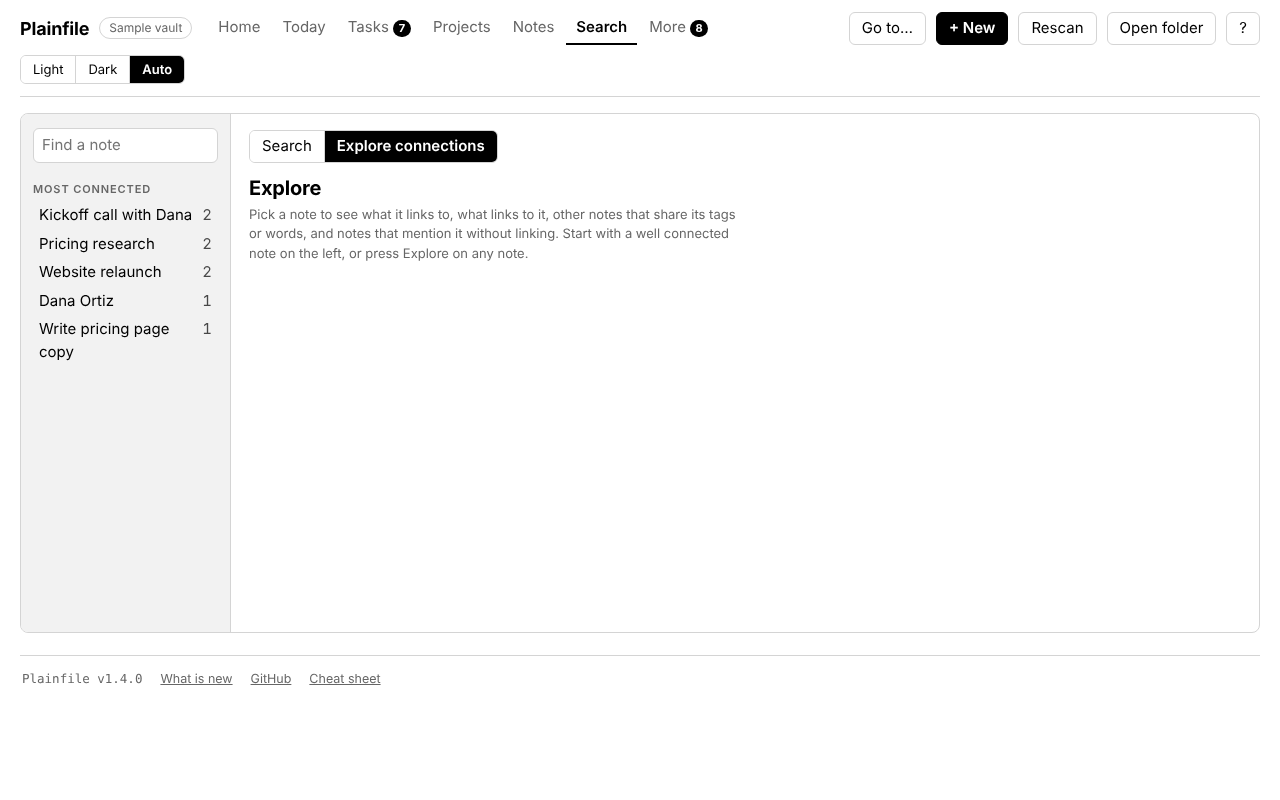 Plainfile Sample vault Home Today Tasks 7 Projects Notes Search More 8 Go to... + New Rescan Open folder ?
Light Dark Auto
Find a note
MOST CONNECTED
Kickoff call with Dana 2
Pricing research 2
Website relaunch 2
Dana Ortiz 1
Write pricing page 1
copy
Search Explore connections
Explore
Pick a note to see what it links to, what links to it, other notes that share its tags
or words, and notes that mention it without linking. Start with a well connected
note on the left, or press Explore on any note.
Plainfile v1.4.0 What is new GitHub Cheat sheet